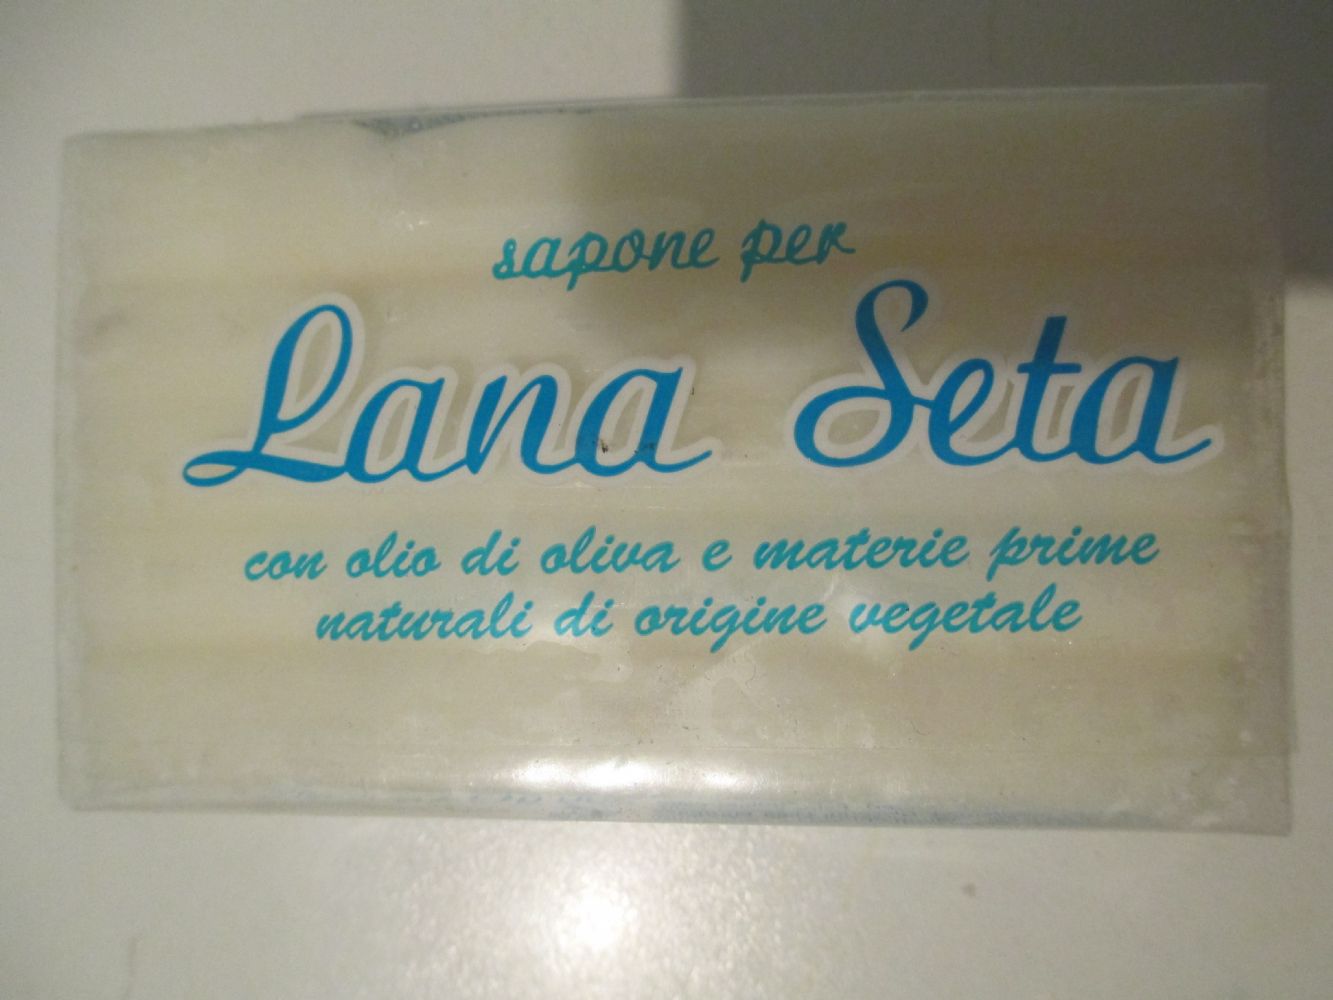 sapone per
Lana Seta
con olio di oliva e materie prime
naturali di origine vegetale